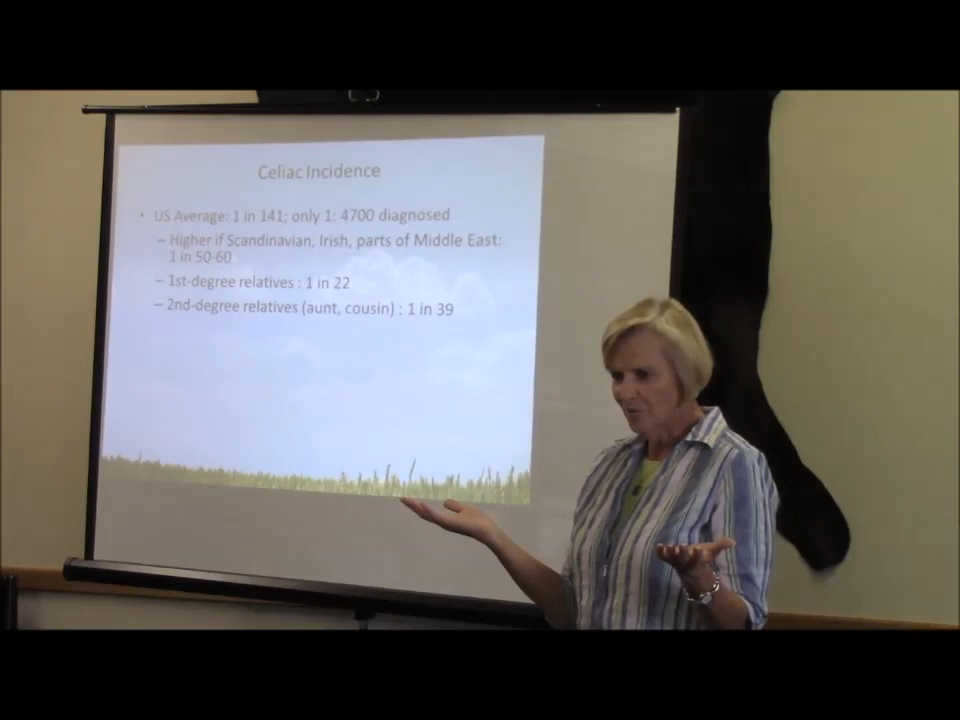 Celiac Incidence
• US Average: 1 in 141; only 1: 4700 diagnosed
– Higher if Scandinavian, Irish, parts of Middle East:
1 in 50-60
– 1st-degree relatives : 1 in 22
– 2nd-degree relatives (aunt, cousin) : 1 in 39